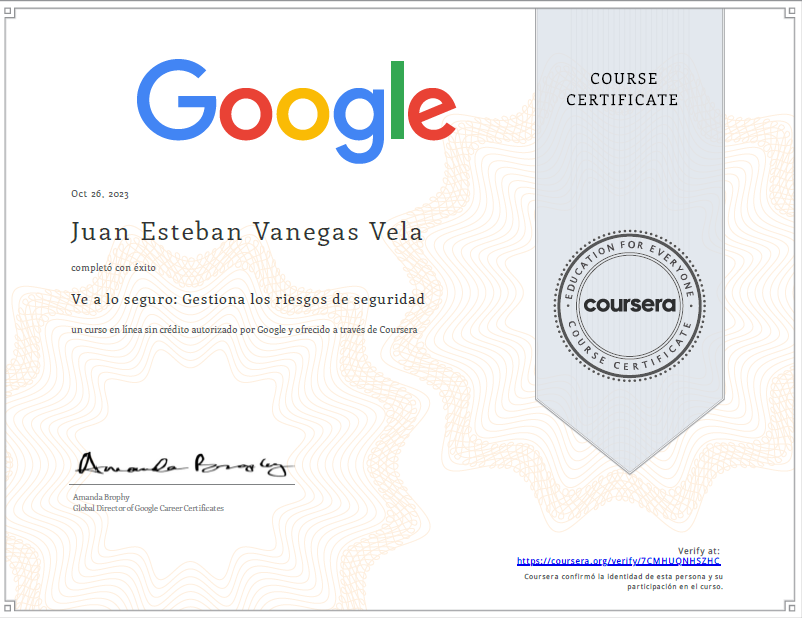 Google
COURSE
CERTIFICATE
Oct 26, 2023
Juan Esteban Vanegas Vela
completó con éxito
Ve a lo seguro: Gestiona los riesgos de seguridad
un curso en línea sin crédito autorizado por Google y ofrecido a través de Coursera
EDUCATION FOR EVERYONE
coursera
COURSE CERTIFICATE
Amanda Brophy
Amanda Brophy
Global Director of Google Career Certificates
Verify at:
https://coursera.org/verify/7CMHUQNHSZHC
Coursera confirmó la identidad de esta persona y su
participación en el curso.